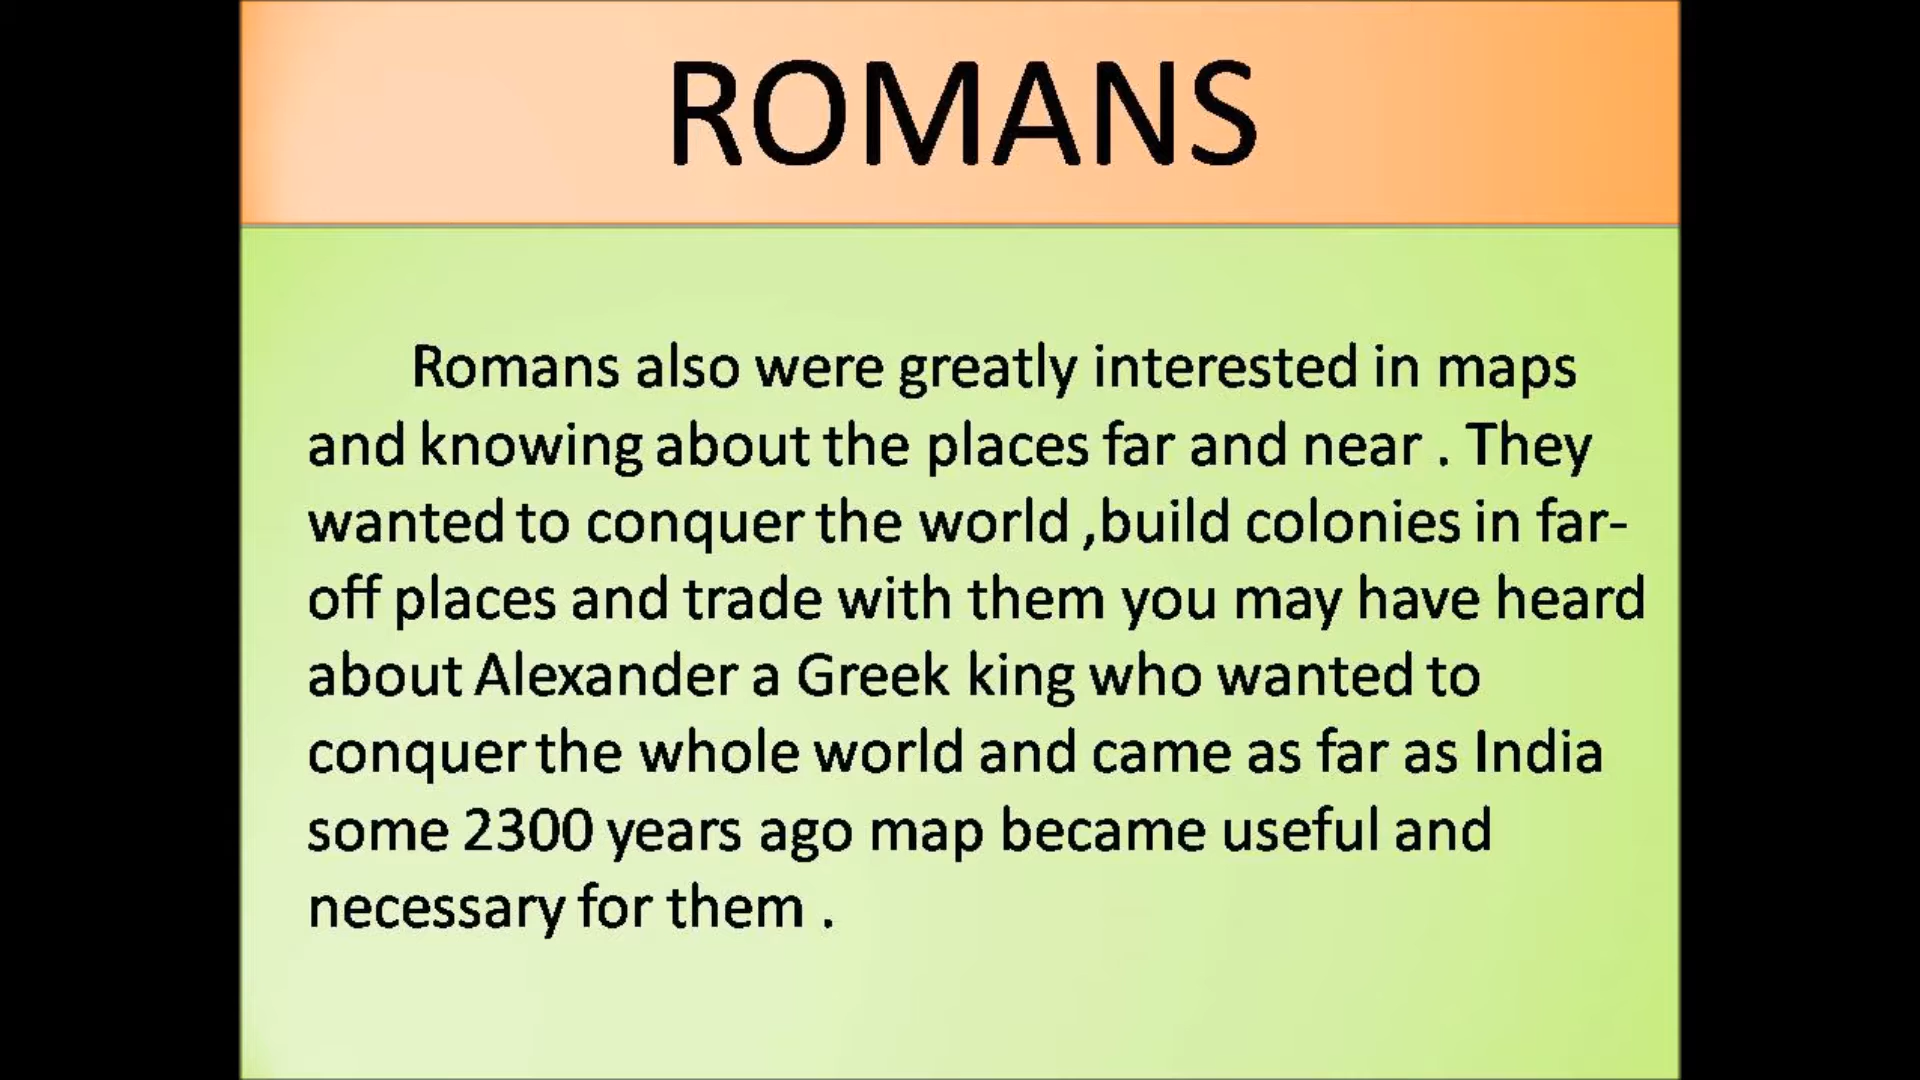 ROMANS
Romans also were greatly interested in maps
and knowing about the places far and near . They
wanted to conquer the world ,build colonies in far-
off places and trade with them you may have heard
about Alexander a Greek king who wanted to
conquer the whole world and came as far as India
some 2300 years ago map became useful and
necessary for them .